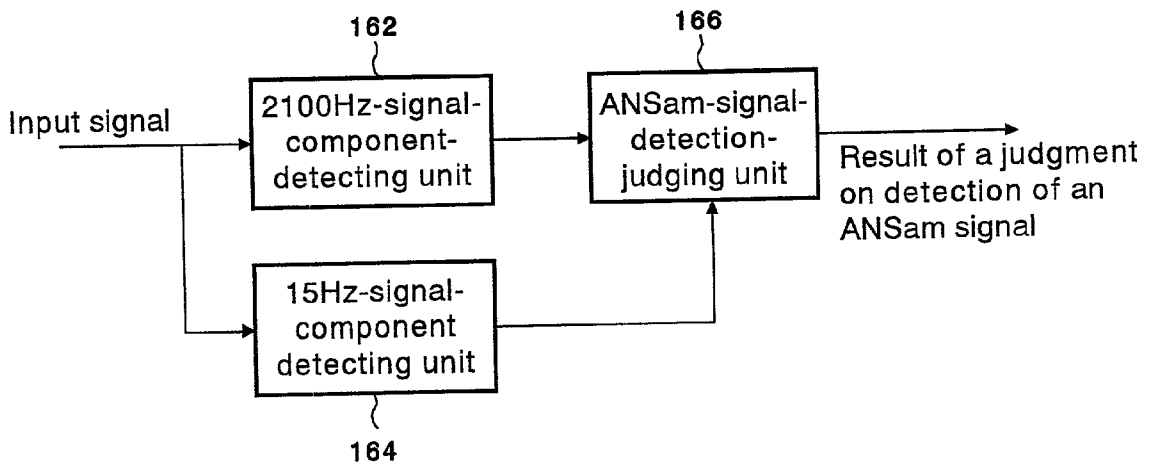 162
166
Input signal
2100Hz-signal-
component-
detecting unit
ANSam-signal-
detection-
judging unit
Result of a judgment
on detection of an
ANSam signal
15Hz-signal-
component
detecting unit
164